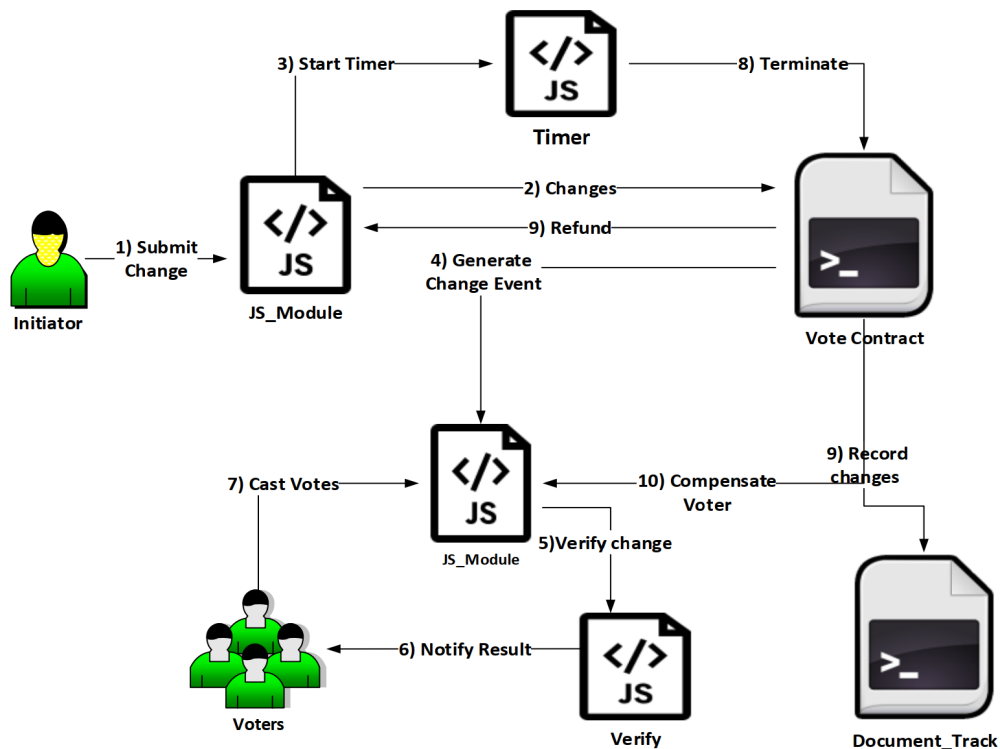 3) Start Timer
JS
8) Terminate
Timer
2) Changes
9) Refund
1) Submit
Change
JS
4) Generate
Change Event
>_
JS_Module
Initiator
Vote Contract
9) Record
changes
7) Cast Votes
JS
10) Compensate
Voter
5)Verify change
JS_Module
6) Notify Result
JS
>_
Voters
Verify
Document_Track